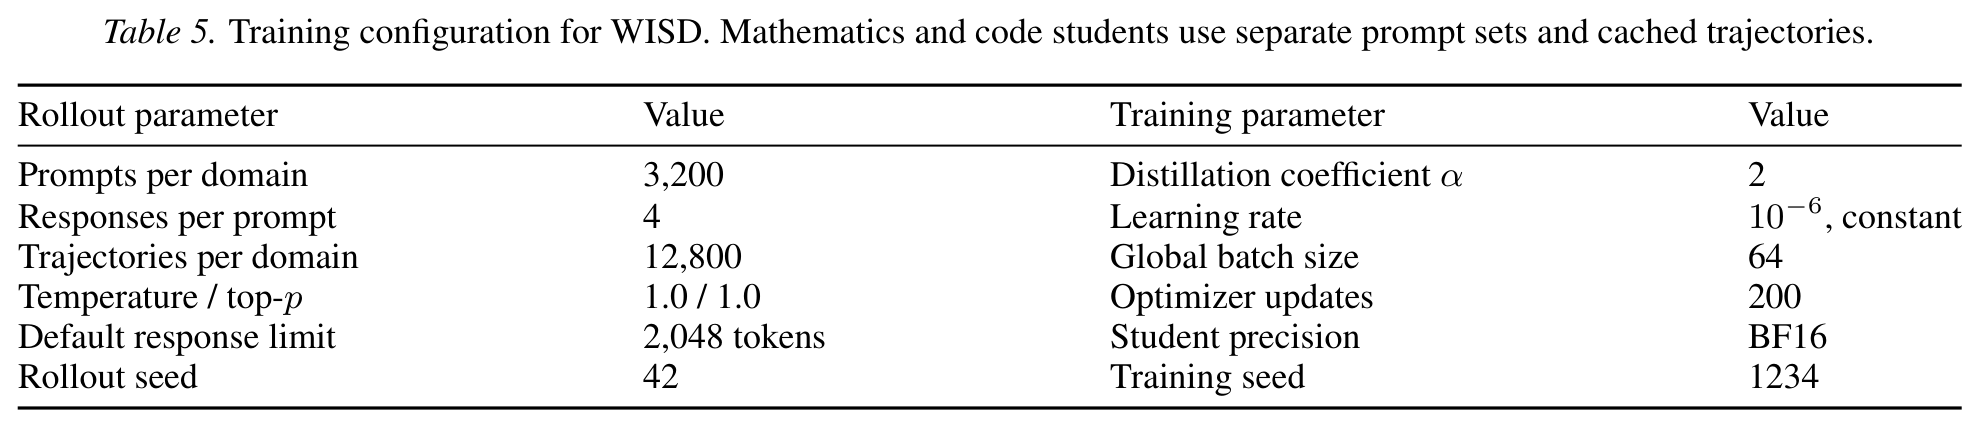 Table 5. Training configuration for WISD. Mathematics and code students use separate prompt sets and cached trajectories.
Rollout parameter Value Training parameter Value
Prompts per domain 3,200 Distillation coefficient α 2
Responses per prompt 4 Learning rate 10⁻⁶, constant
Trajectories per domain 12,800 Global batch size 64
Temperature / top-p 1.0 / 1.0 Optimizer updates 200
Default response limit 2,048 tokens Student precision BF16
Rollout seed 42 Training seed 1234